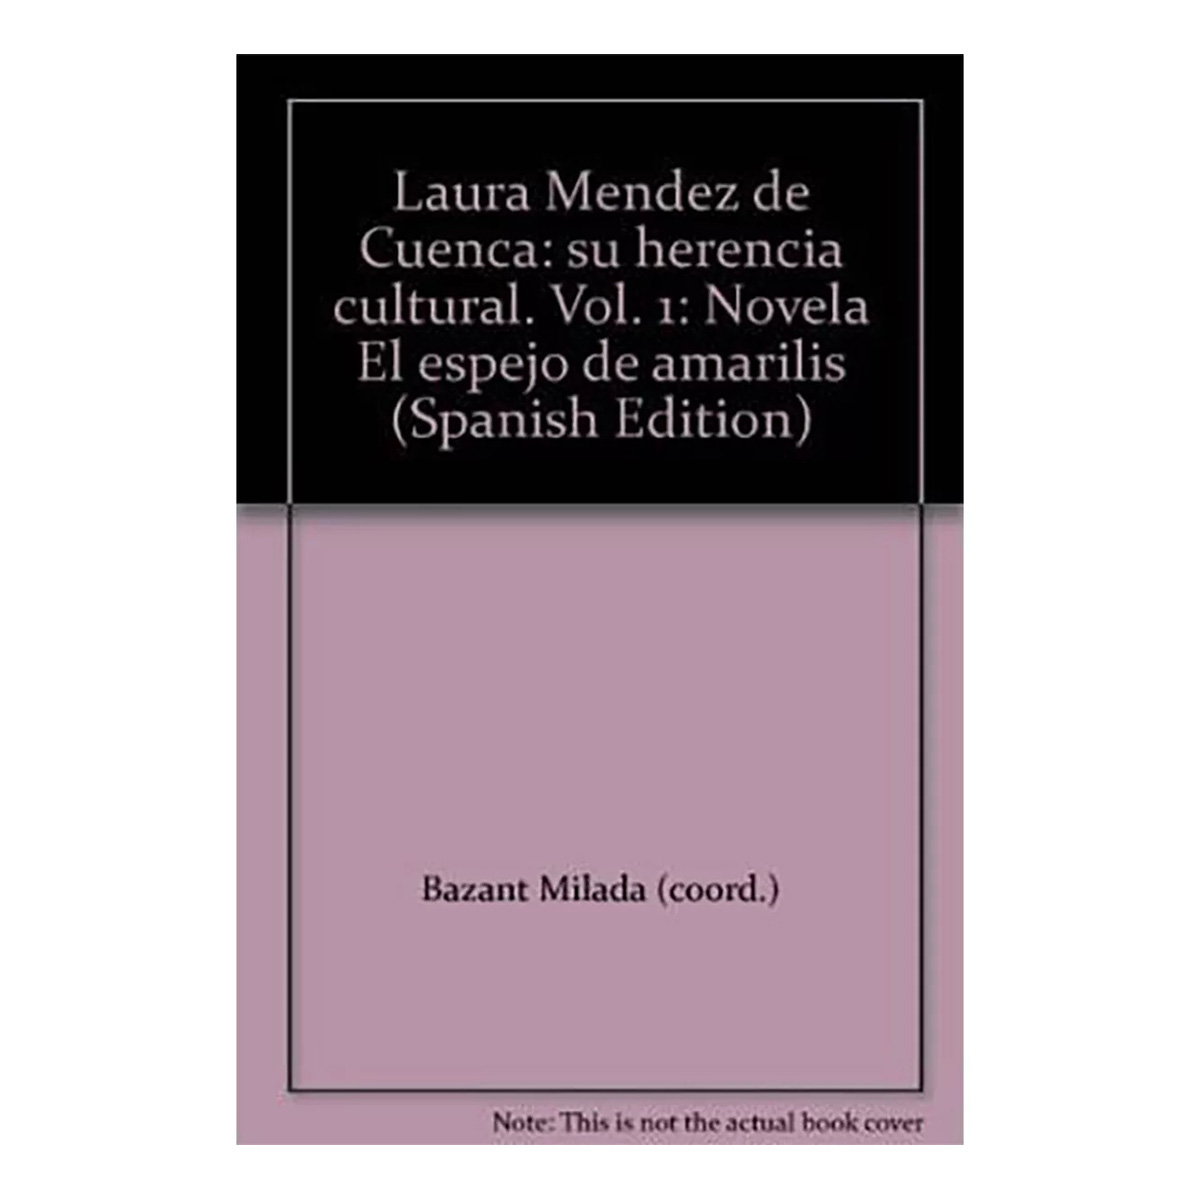 Laura Mendez de
Cuenca: su herencia
cultural. Vol. 1: Novela
El espejo de amarilis
(Spanish Edition)
Bazant Milada (coord.)
Note: This is not the actual book cover